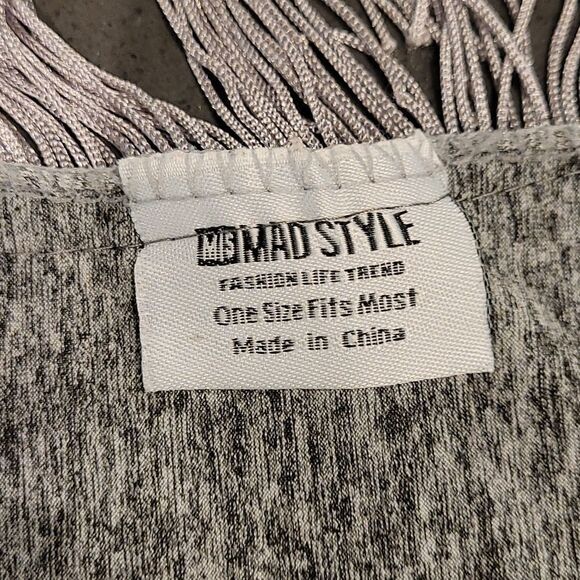 MS MAD STYLE
FASHION LIFE TREND
One Size Fits Most
Made in China